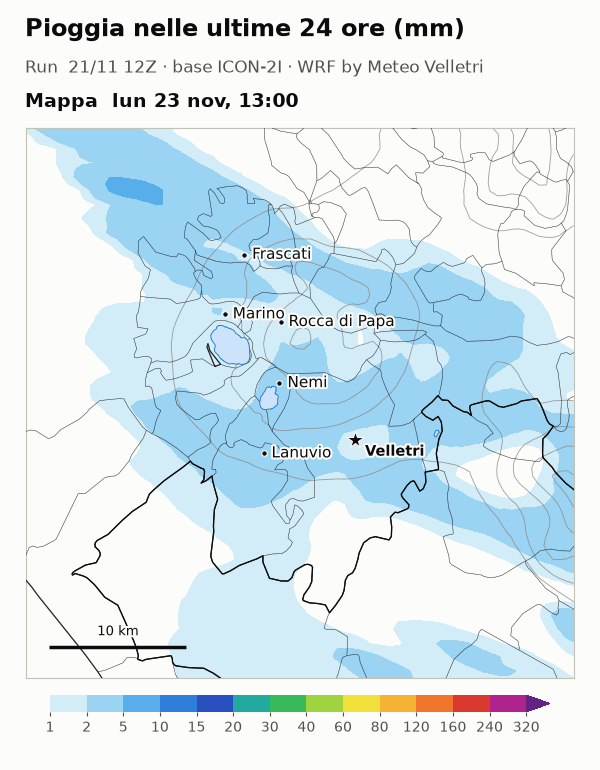 Pioggia nelle ultime 24 ore (mm)
Run 21/11 12Z · base ICON-2I · WRF by Meteo Velletri
Mappa lun 23 nov, 13:00
Frascati
Marino
Rocca di Papa
Nemi
Velletri
Lanuvio
10 km
1 2 5 10 15 20 30 40 60 80 120 160 240 320